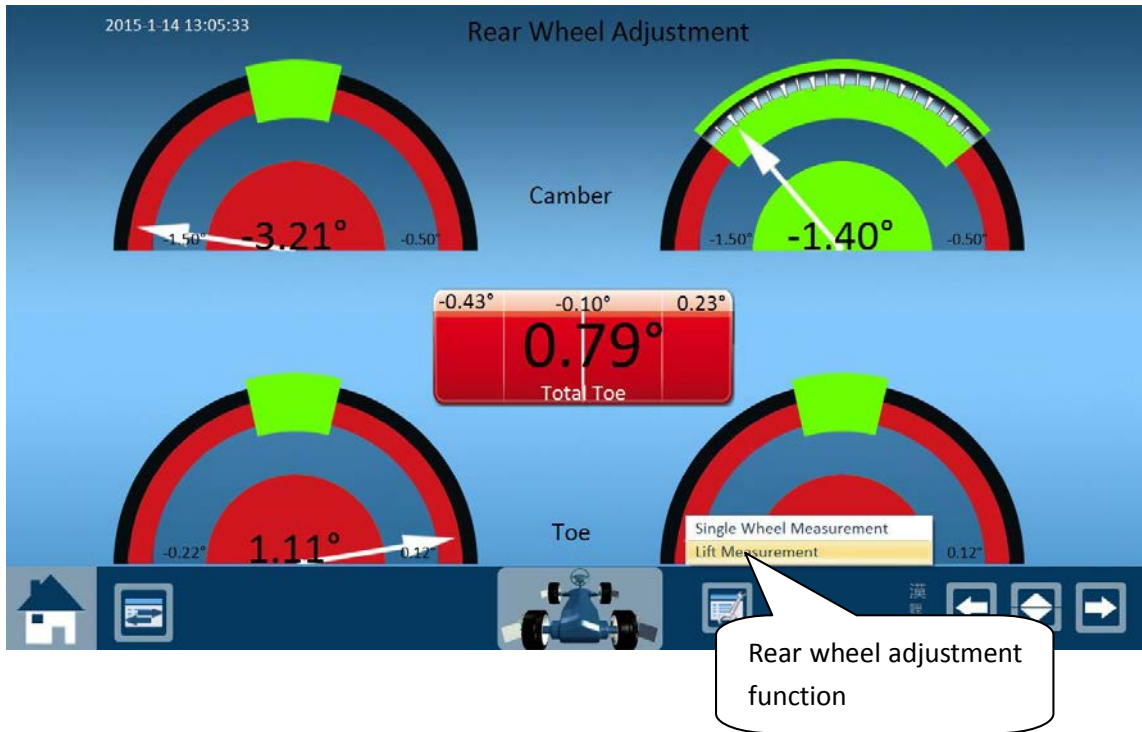 2015-1-14 13:05:33
Rear Wheel Adjustment
Camber
-1.50° -3.21° -0.50°
-1.50° -1.40° -0.50°
-0.43° -0.10° 0.23°
0.79°
Total Toe
Toe
-0.22° 1.11° 0.12°
Single Wheel Measurement
Lift Measurement
0.12°
漢
Rear wheel adjustment
function